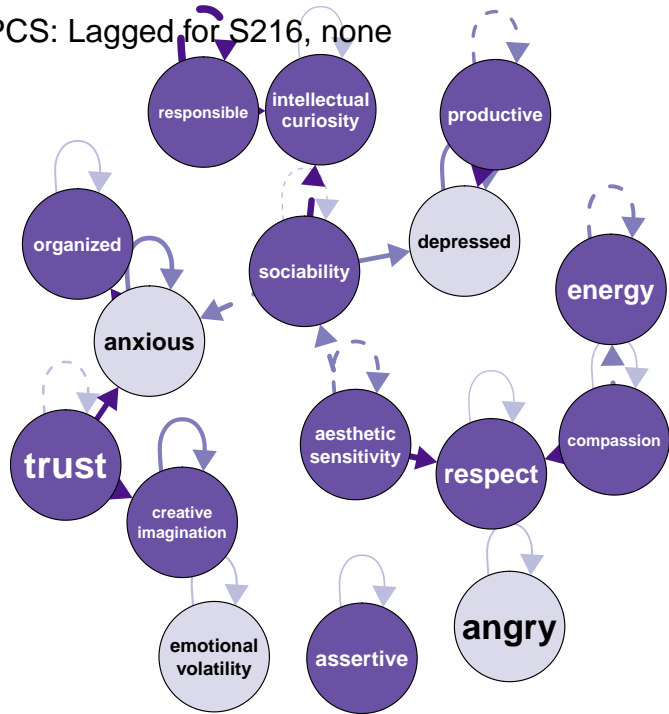 PCS: Lagged for S216, none
responsible
intellectual
curiosity
productive
organized
sociability
depressed
energy
anxious
trust
aesthetic
sensitivity
respect
compassion
creative
imagination
emotional
volatility
assertive
angry